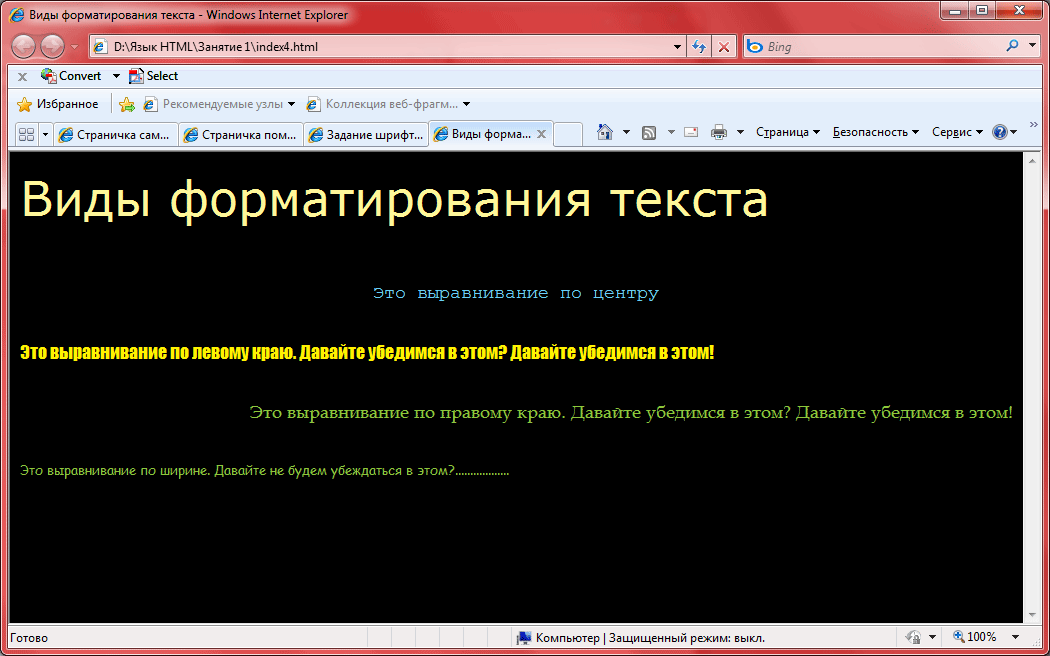 Виды форматирования текста - Windows Internet Explorer
D:\Язык HTML\Занятие 1\index4.html
Bing
x Convert Select
Избранное Рекомендуемые узлы Коллекция веб-фрагм...
Страничка сам... Страничка пом... Задание шрифт... Виды форма... Страница Безопасность Сервис »
Виды форматирования текста
Это выравнивание по центру
Это выравнивание по левому краю. Давайте убедимся в этом? Давайте убедимся в этом!
Это выравнивание по правому краю. Давайте убедимся в этом? Давайте убедимся в этом!
Это выравнивание по ширине. Давайте не будем убеждаться в этом?..................
Готово Компьютер | Защищенный режим: выкл. 100%